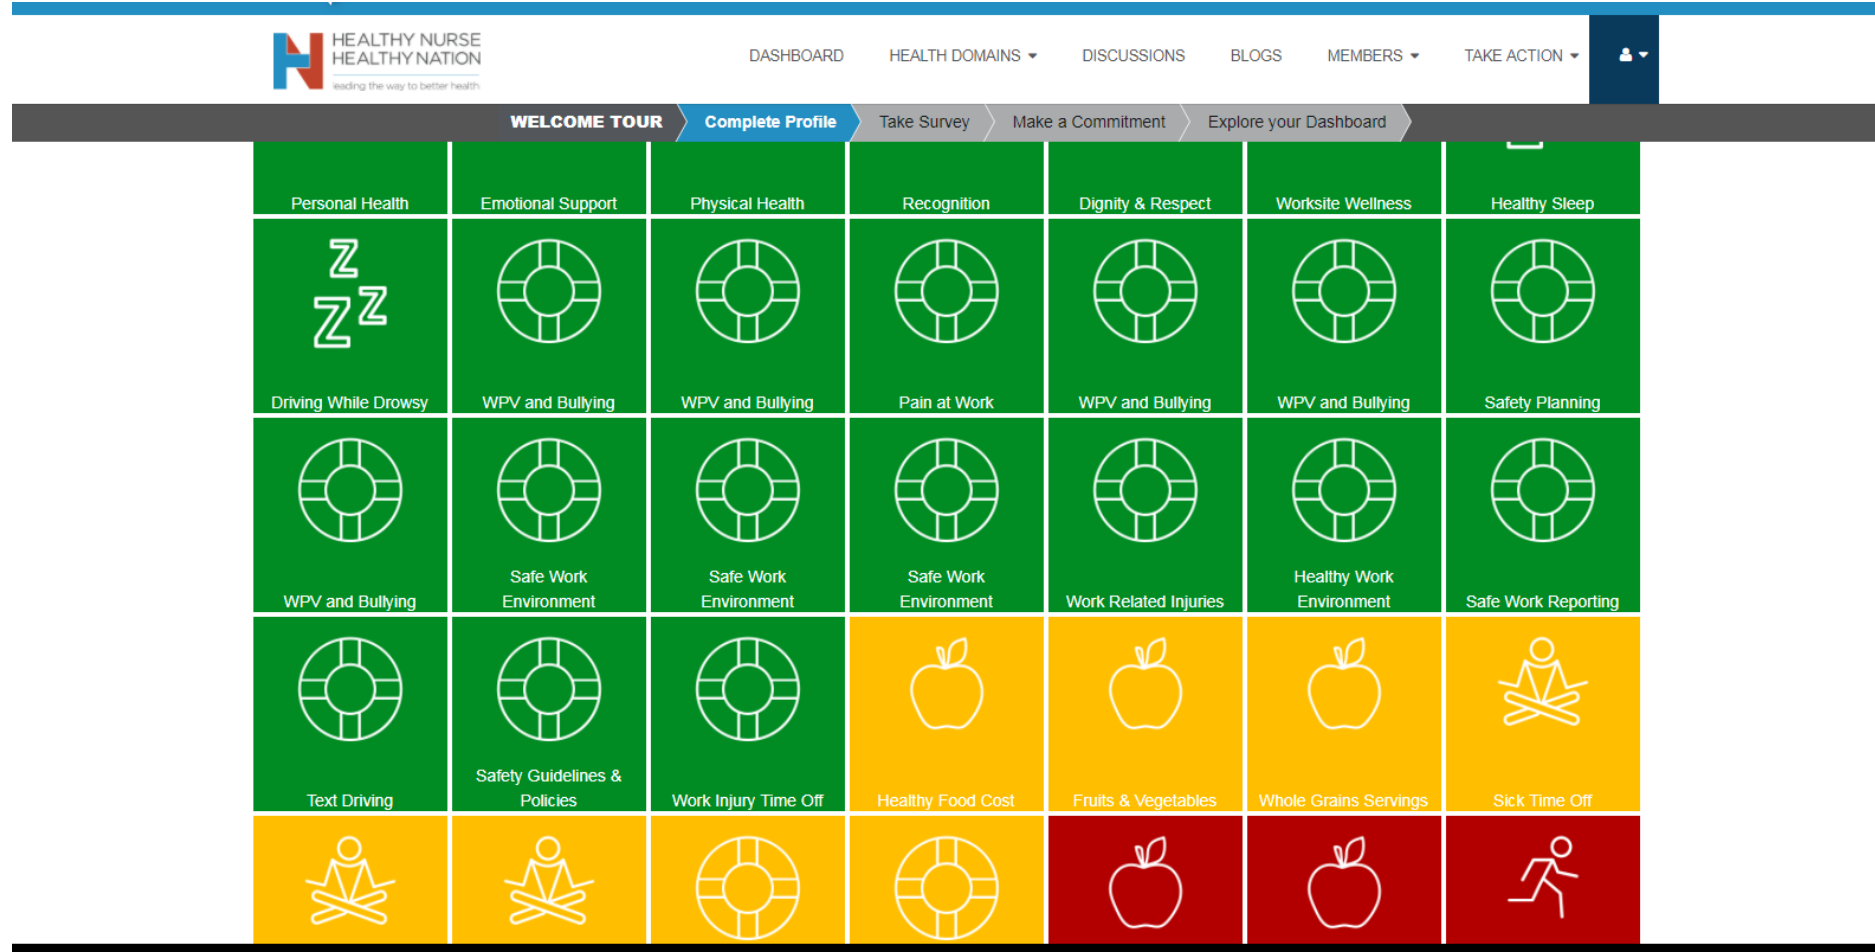 HEALTHY NURSE
HEALTHY NATION
leading the way to better health
DASHBOARD HEALTH DOMAINS DISCUSSIONS BLOGS MEMBERS TAKE ACTION
WELCOME TOUR Complete Profile Take Survey Make a Commitment Explore your Dashboard
Personal Health Emotional Support Physical Health Recognition Dignity & Respect Worksite Wellness Healthy Sleep
Z
Z Z
Driving While Drowsy WPV and Bullying WPV and Bullying Pain at Work WPV and Bullying WPV and Bullying Safety Planning
Safe Work Safe Work Safe Work Healthy Work
WPV and Bullying Environment Environment Environment Work Related Injuries Environment Safe Work Reporting
Safety Guidelines &
Text Driving Policies Work Injury Time Off Healthy Food Cost Fruits & Vegetables Whole Grains Servings Sick Time Off